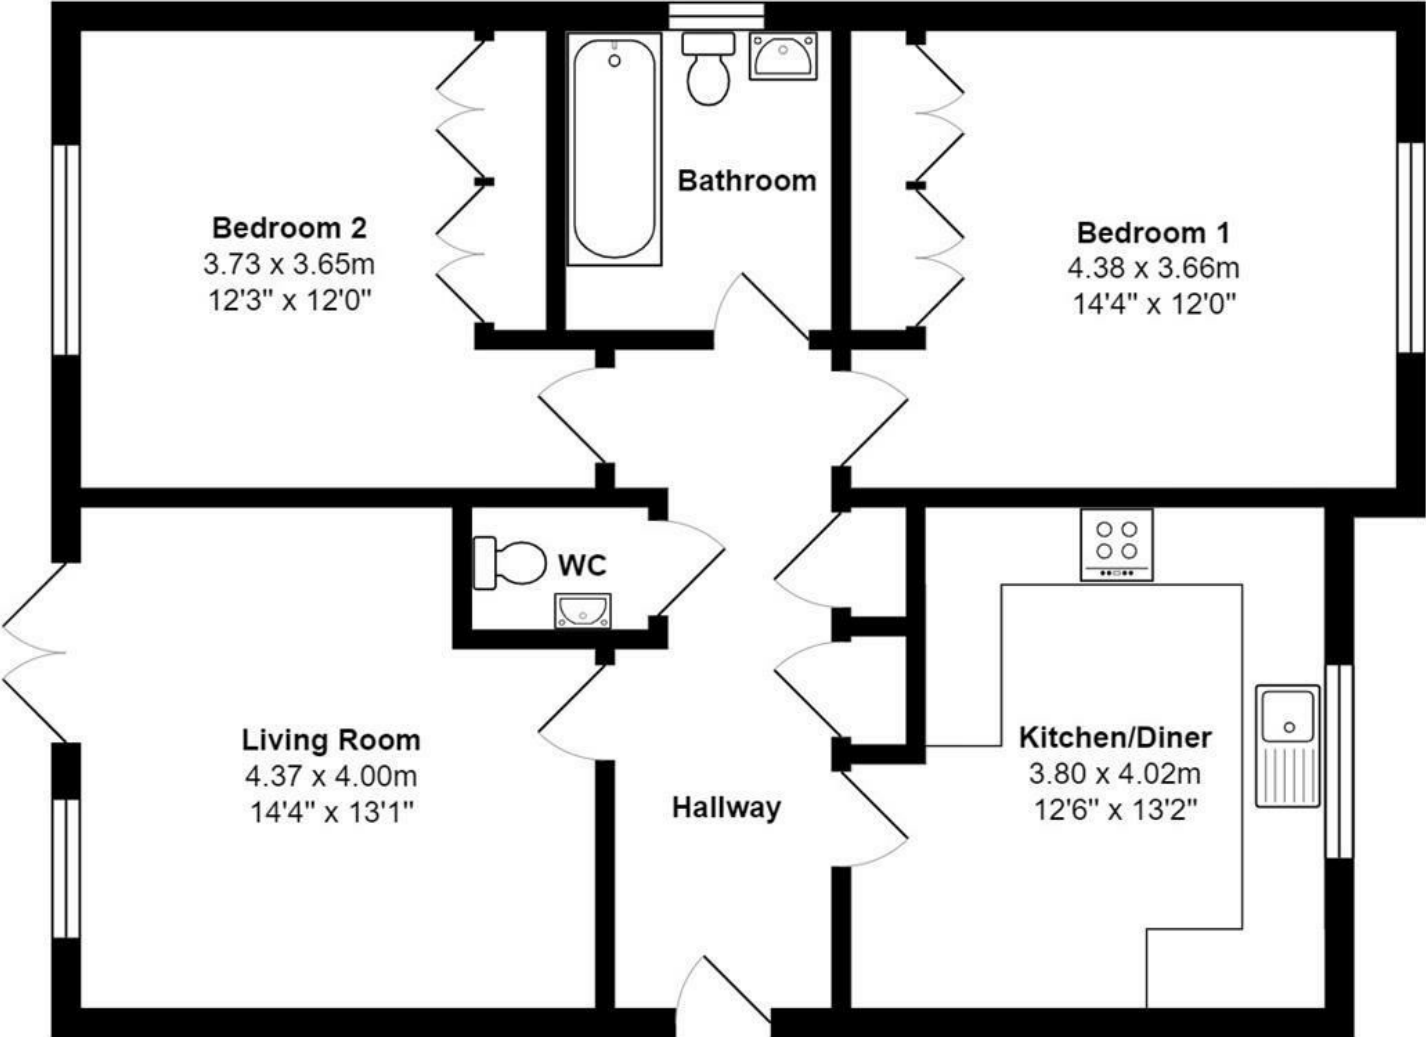 Bathroom
Bedroom 2
3.73 x 3.65m
12'3" x 12'0"
Bedroom 1
4.38 x 3.66m
14'4" x 12'0"
WC
Living Room
4.37 x 4.00m
14'4" x 13'1"
Hallway
Kitchen/Diner
3.80 x 4.02m
12'6" x 13'2"